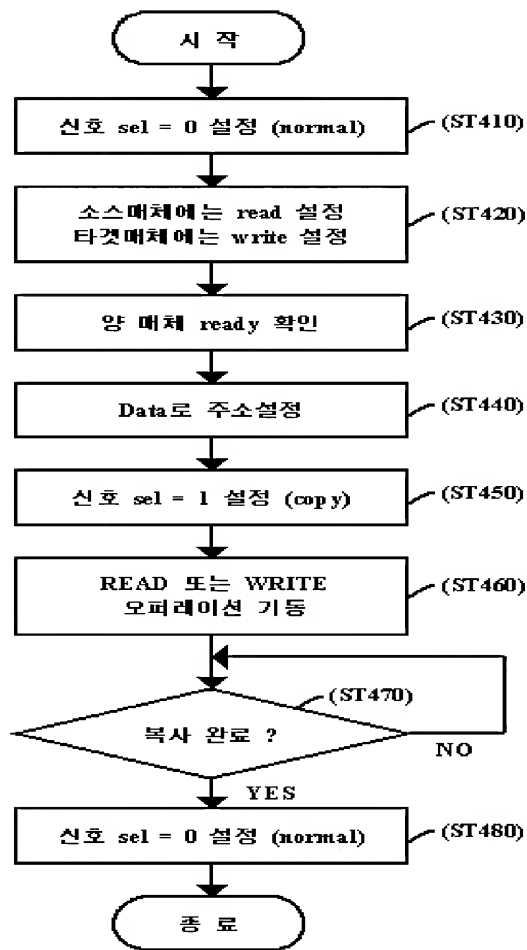 시 작
신호 sel = 0 설정 (normal)
(ST410)
소스매체에는 read 설정
타겟매체에는 write 설정
(ST420)
양 매체 ready 확인
(ST430)
Data로 주소설정
(ST440)
신호 sel = 1 설정 (copy)
(ST450)
READ 또는 WRITE
오퍼레이션 기동
(ST460)
(ST470)
복사 완료 ?
NO
YES
신호 sel = 0 설정 (normal)
(ST480)
종 료